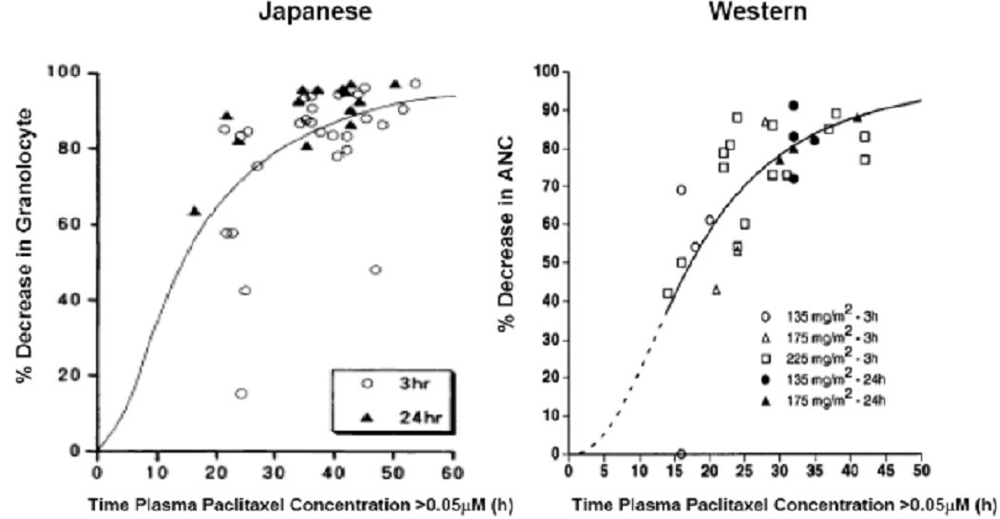 Japanese
Western
% Decrease in Granolocyte
100
80
60
40
20
0
0 20 30 40 50 60
3hr
24hr
Time Plasma Paclitaxel Concentration >0.05μM (h)
% Decrease in ANC
100
90
80
70
60
50
40
30
20
10
0
0 5 10 15 20 25 30 35 40 45 50
135 mg/m² - 3h
175 mg/m² - 3h
225 mg/m² - 3h
135 mg/m² - 24h
175 mg/m² - 24h
Time Plasma Paclitaxel Concentration >0.05μM (h)